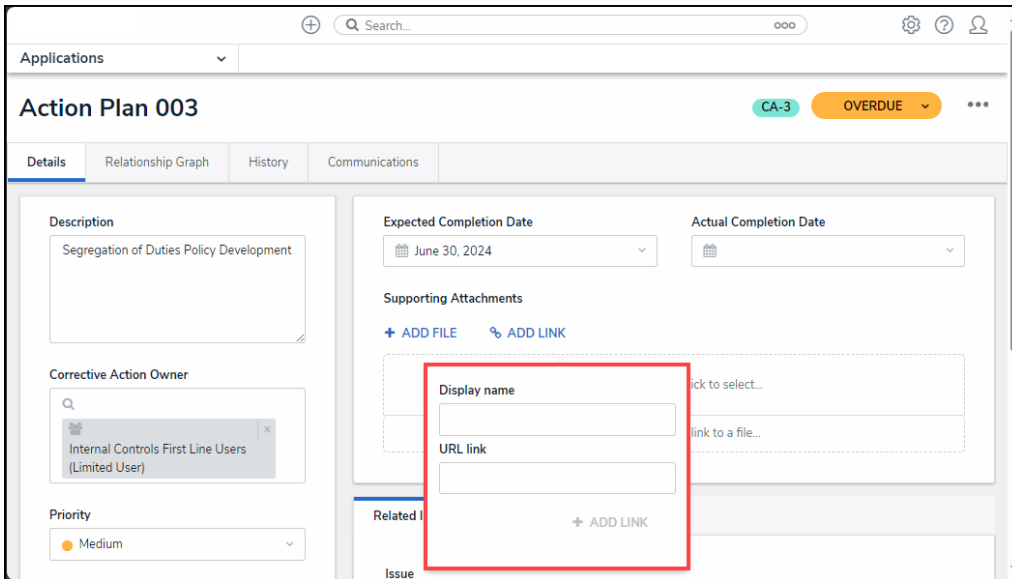 Search...
Applications
Action Plan 003
CA-3
OVERDUE
Details
Relationship Graph
History
Communications
Description
Segregation of Duties Policy Development
Corrective Action Owner
Internal Controls First Line Users
(Limited User)
Priority
Medium
Expected Completion Date
June 30, 2024
Actual Completion Date
Supporting Attachments
+ ADD FILE
ADD LINK
ick to select...
link to a file...
Display name
URL link
+ ADD LINK
Related I
Issue